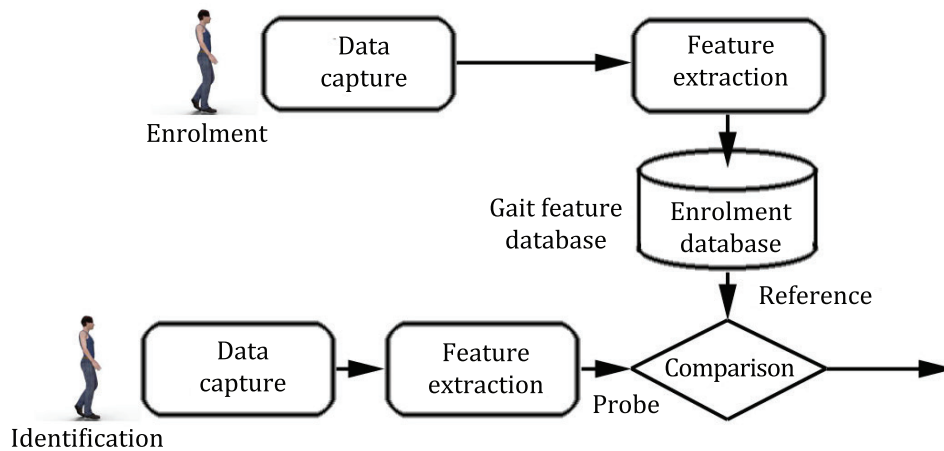 Data
capture
Feature
extraction
Enrolment
Gait feature
database
Enrolment
database
Reference
Data
capture
Feature
extraction
Probe
Comparison
Identification